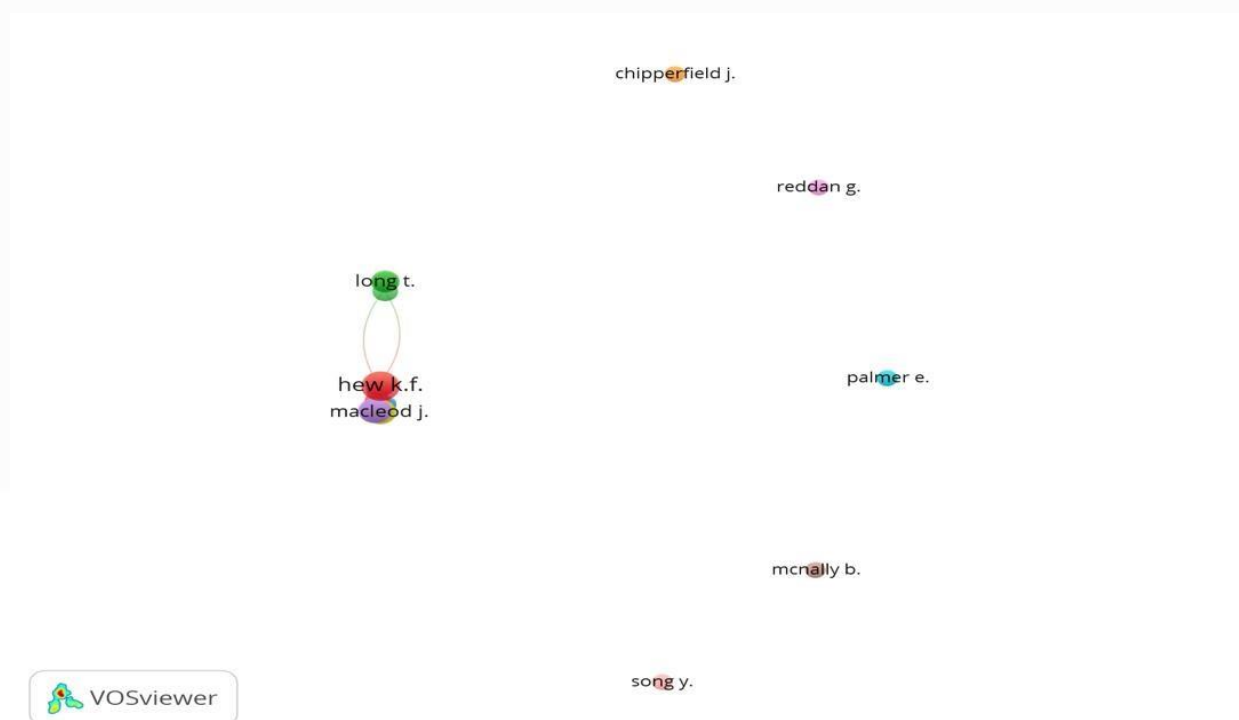 chipperfield j.
reddan g.
long t.
palmer e.
hew k.f.
macleod j.
mcnally b.
song y.
VOSviewer